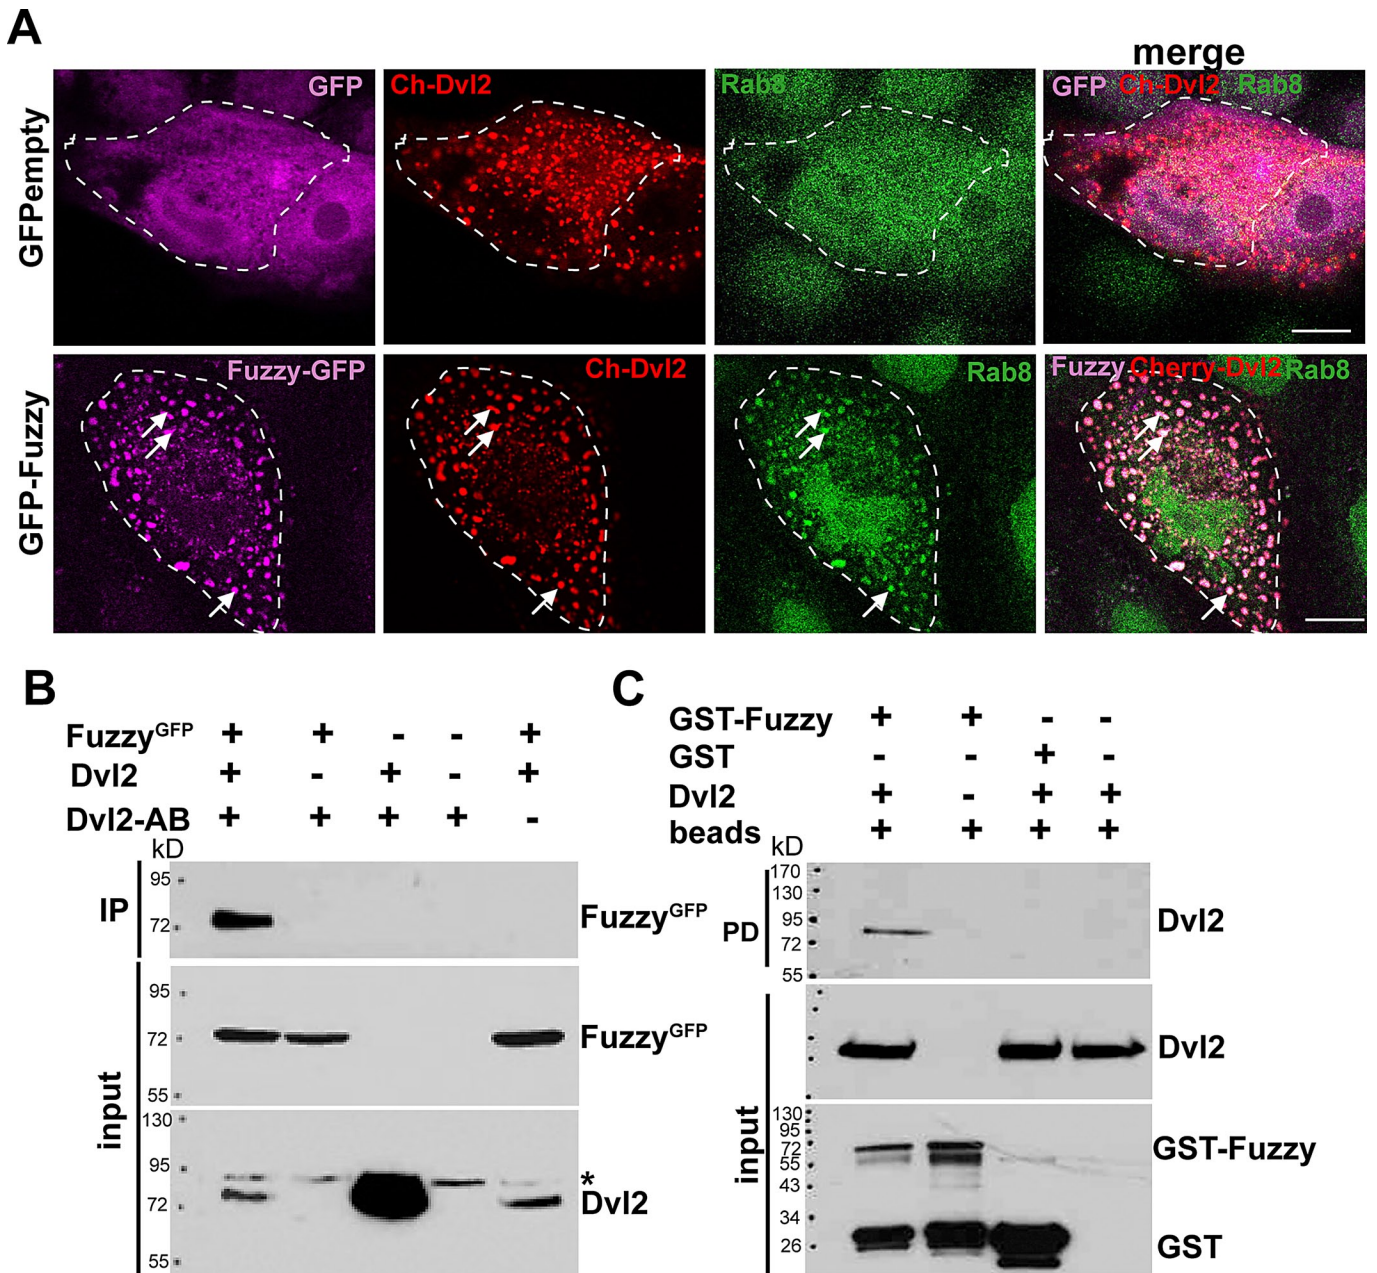 A
merge
GFPempty
GFP
Ch-Dvl2
Rab8
GFP Ch-Dvl2 Rab8
GFP-Fuzzy
Fuzzy-GFP
Ch-Dvl2
Rab8
Fuzzy Cherry-Dvl2 Rab8
B
FuzzyGFP + + - - +
Dvl2 + - + - +
Dvl2-AB + + + + -
kD
IP
95
72
FuzzyGFP
input
95
72
55
FuzzyGFP
130
95
72
55
*
Dvl2
C
GST-Fuzzy + + - -
GST - - + -
Dvl2 + - + +
beads + + + +
kD
PD
170
130
95
72
55
Dvl2
input
Dvl2
130
95
72
55
43
34
26
GST-Fuzzy
GST